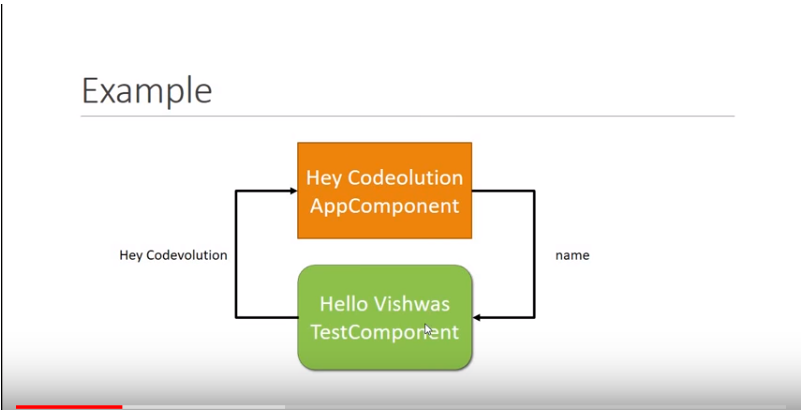 Example
Hey Codeolution
AppComponent
Hey Codevolution
name
Hello Vishwas
TestComponent